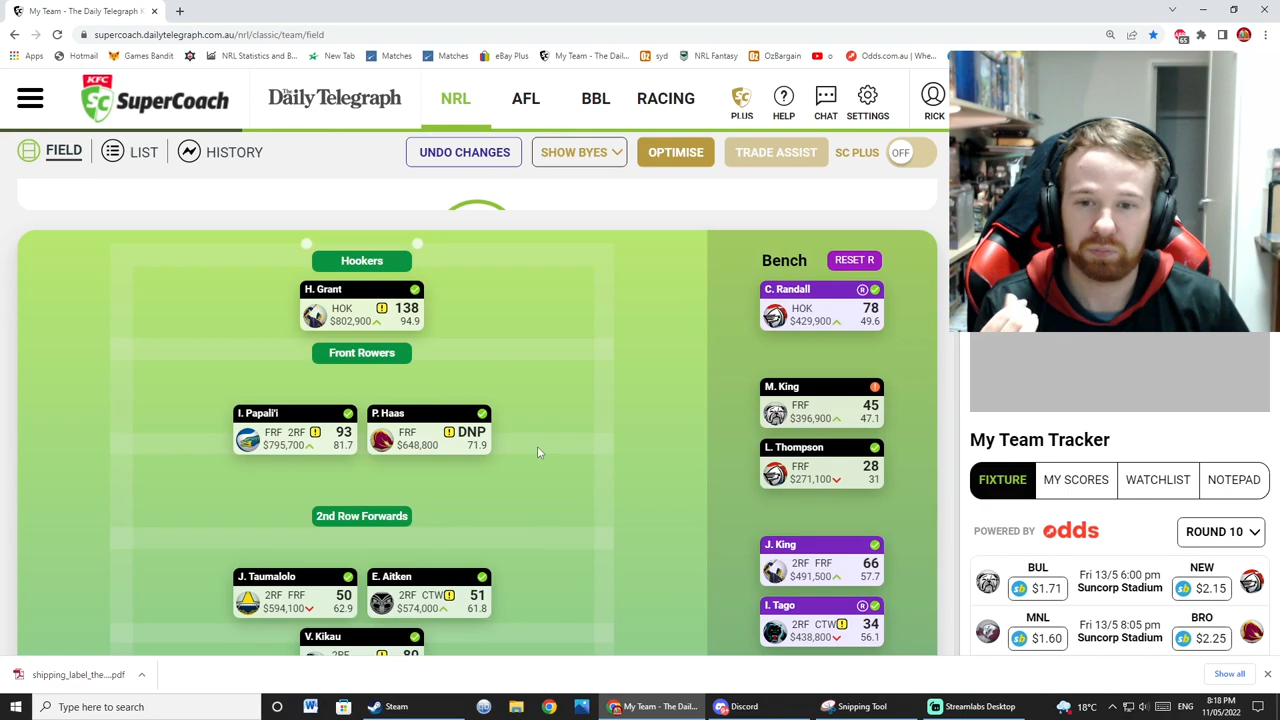 My Team - The Daily Telegraph K
supercoach.dailytelegraph.com.au/nrl/classic/team/field
65
Apps
Hotmail
Games Bandit
NRL Statistics and B...
New Tab
Matches
Matches
eBay Plus
My Team - The Dail...
Oz
syd
NRL Fantasy
Oz
OzBargain
o
Odds.com.au | Whe...
KFC
SC SuperCoach
The Daily Telegraph
NRL
AFL
BBL
RACING
PLUS
HELP
CHAT
SETTINGS
RICK
FIELD
LIST
HISTORY
UNDO CHANGES
SHOW BYES
OPTIMISE
TRADE ASSIST
SC PLUS
OFF
Hookers
H. Grant
HOK 138
$802,900 94.9
Front Rowers
I. Papali'i
FRF 2RF 93
$795,700 81.7
P. Haas
FRF DNP
$648,800 71.9
2nd Row Forwards
J. Taumalolo
2RF FRF 50
$594,100 62.9
E. Aitken
2RF CTW 51
$574,000 61.8
V. Kikau
Bench
RESET R
C. Randall R
HOK 78
$429,900 49.6
M. King
FRF 45
$396,900 47.1
L. Thompson
FRF 28
$271,100 31
J. King
2RF FRF 66
$491,500 57.7
I. Tago R
2RF CTW 34
$438,800 56.1
My Team Tracker
FIXTURE
MY SCORES
WATCHLIST
NOTEPAD
POWERED BY odds
ROUND 10
BUL
sb $1.71
Fri 13/5 6:00 pm
Suncorp Stadium
NEW
sb $2.15
MNL
sb $1.60
Fri 13/5 8:05 pm
Suncorp Stadium
BRO
sb $2.25
shipping_label_the....pdf
Show all
Type here to search
Steam
My Team - The Dail...
Discord
Snipping Tool
Streamlabs Desktop
18°C
ENG
8:18 PM
11/05/2022